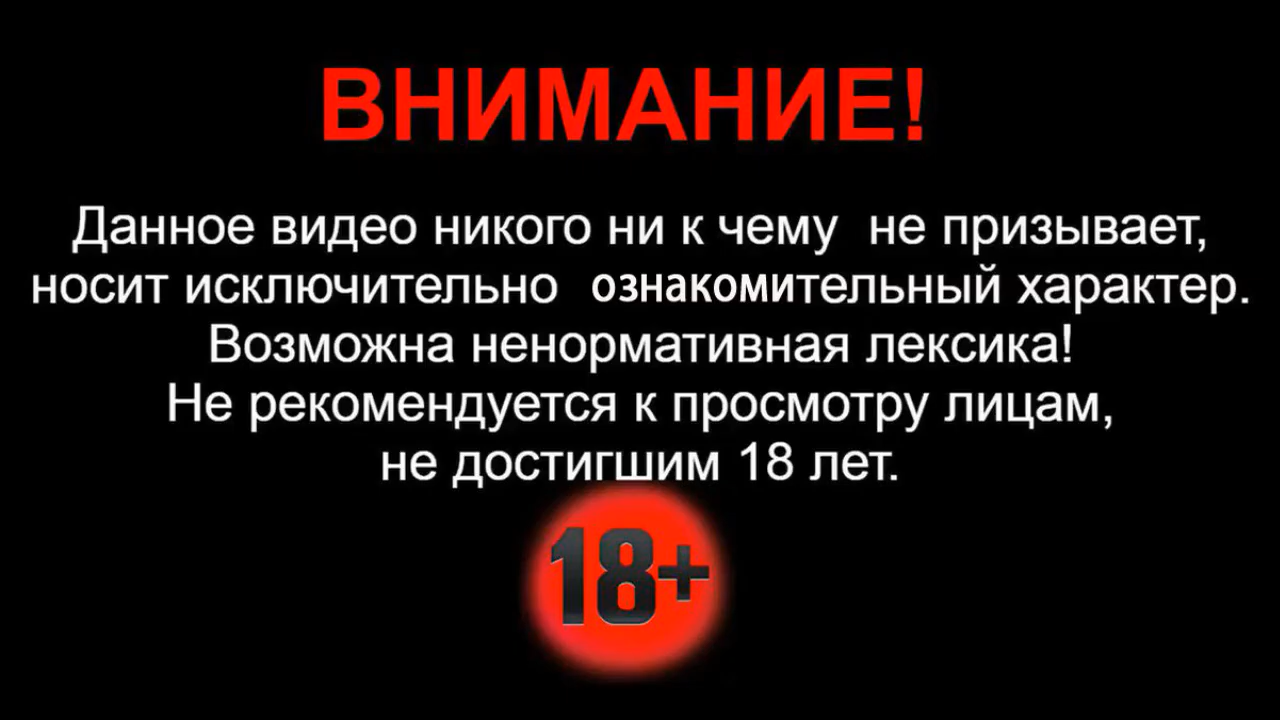 ВНИМАНИЕ!
Данное видео никого ни к чему не призывает,
носит исключительно ознакомительный характер.
Возможна ненормативная лексика!
Не рекомендуется к просмотру лицам,
не достигшим 18 лет.
18+